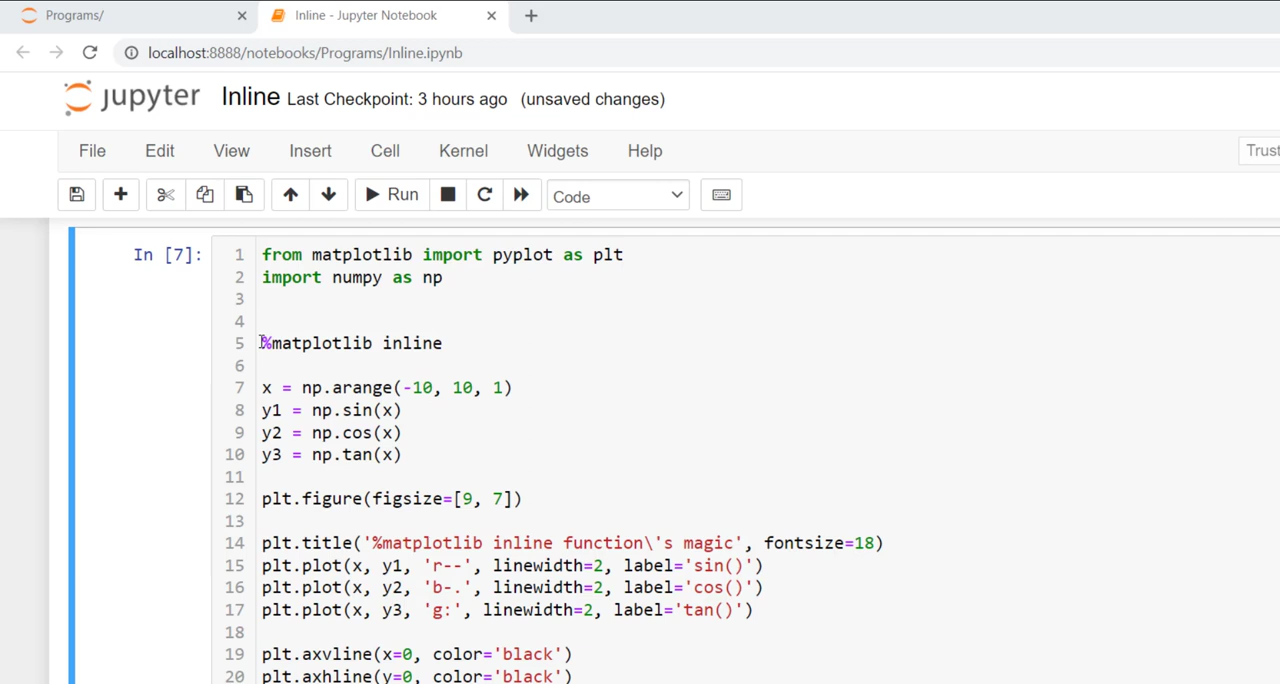 Programs/
Inline - Jupyter Notebook
localhost:8888/notebooks/Programs/Inline.ipynb
jupyter Inline Last Checkpoint: 3 hours ago (unsaved changes)
File Edit View Insert Cell Kernel Widgets Help Trust
Run Code
In [7]:
1 from matplotlib import pyplot as plt
2 import numpy as np
3
4
5 %matplotlib inline
6
7 x = np.arange(-10, 10, 1)
8 y1 = np.sin(x)
9 y2 = np.cos(x)
10 y3 = np.tan(x)
11
12 plt.figure(figsize=[9, 7])
13
14 plt.title('%matplotlib inline function\'s magic', fontsize=18)
15 plt.plot(x, y1, 'r--', linewidth=2, label='sin()')
16 plt.plot(x, y2, 'b-.', linewidth=2, label='cos()')
17 plt.plot(x, y3, 'g:', linewidth=2, label='tan()')
18
19 plt.axvline(x=0, color='black')
20 plt.axhline(y=0, color='black')